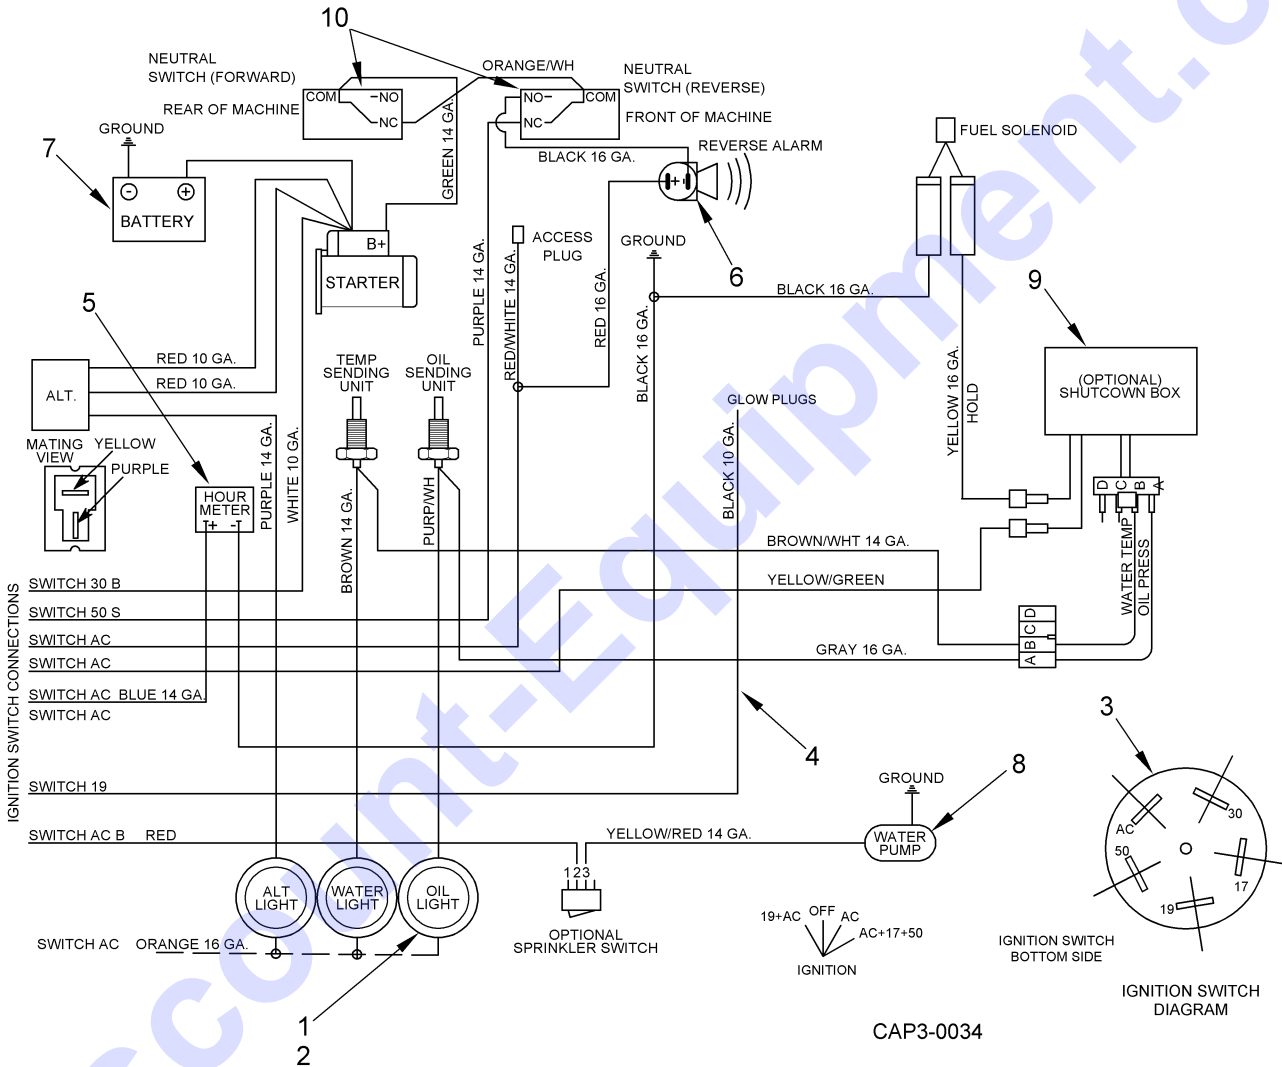 10
NEUTRAL
SWITCH (FORWARD)
REAR OF MACHINE
COM
NO
NC
ORANGE/WH
NEUTRAL
SWITCH (REVERSE)
NO
COM
NC
FRONT OF MACHINE
GREEN 14 GA.
BLACK 16 GA.
REVERSE ALARM
+ -
6
7
GROUND
- +
BATTERY
B+
STARTER
ACCESS
PLUG
GROUND
FUEL SOLENOID
BLACK 16 GA.
9
5
PURPLE 14 GA.
RED/WHITE 14 GA.
RED 16 GA.
BLACK 16 GA.
YELLOW 16 GA.
HOLD
RED 10 GA.
RED 10 GA.
ALT.
TEMP
SENDING
UNIT
OIL
SENDING
UNIT
GLOW PLUGS
(OPTIONAL)
SHUTCOWN BOX
MATING
VIEW
YELLOW
PURPLE
PURPLE 14 GA.
WHITE 10 GA.
BROWN 14 GA.
PURP/WH
BLACK 10 GA.
HOUR
METER
+ -
D C B A
WATER TEMP
OIL PRESS
BROWN/WHT 14 GA.
YELLOW/GREEN
GRAY 16 GA.
A B C D
IGNITION SWITCH CONNECTIONS
SWITCH 30 B
SWITCH 50 S
SWITCH AC
SWITCH AC
SWITCH AC BLUE 14 GA.
SWITCH AC
SWITCH 19
SWITCH AC B RED
4
YELLOW/RED 14 GA.
GROUND
8
WATER
PUMP
3
AC
30
50
17
19
123
OPTIONAL
SPRINKLER SWITCH
ALT
LIGHT
WATER
LIGHT
OIL
LIGHT
SWITCH AC ORANGE 16 GA.
1
2
19+AC
OFF
AC
AC+17+50
IGNITION
IGNITION SWITCH
BOTTOM SIDE
IGNITION SWITCH
DIAGRAM
CAP3-0034
count-Equipment.c